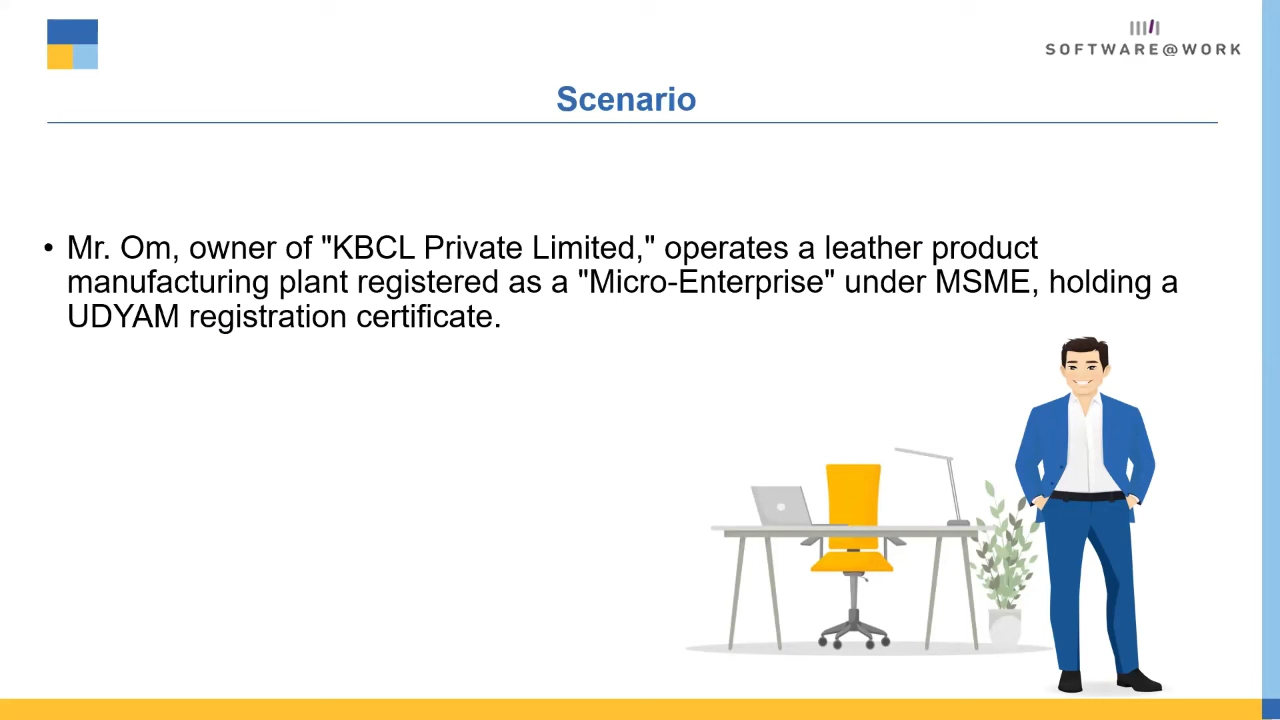 SOFTWARE@WORK
Scenario
• Mr. Om, owner of "KBCL Private Limited," operates a leather product
manufacturing plant registered as a "Micro-Enterprise" under MSME, holding a
UDYAM registration certificate.